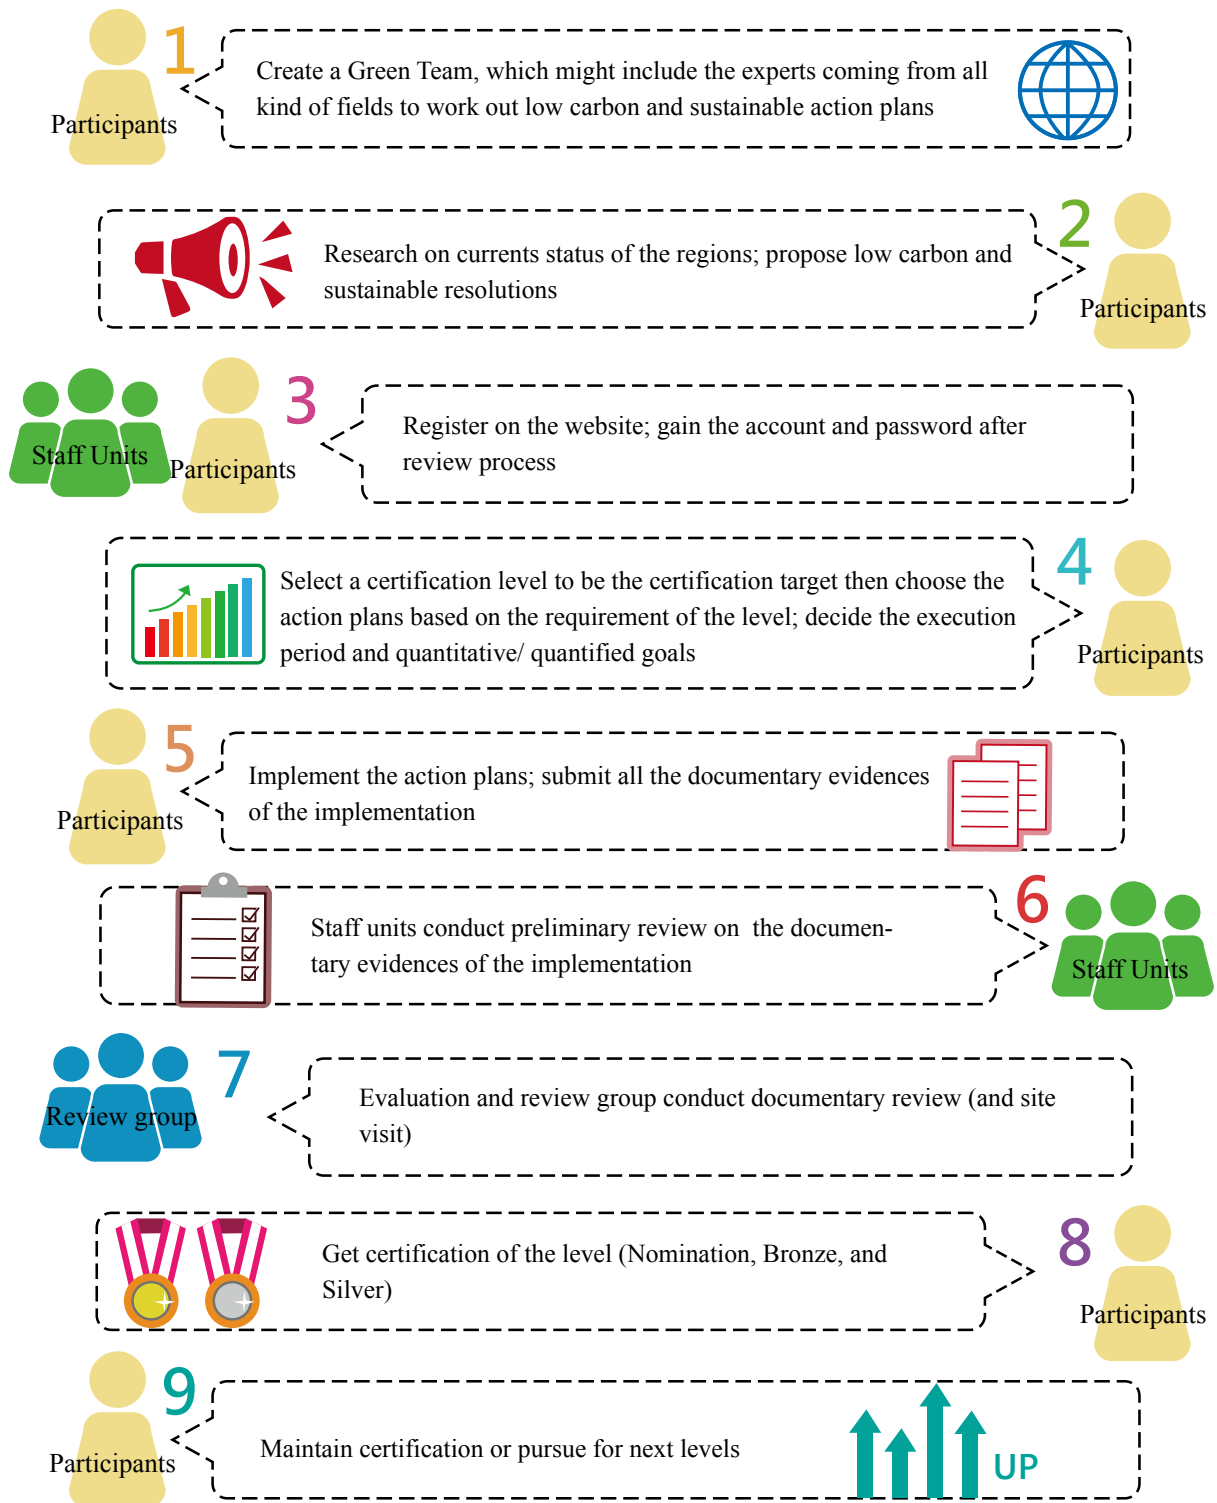 1
Create a Green Team, which might include the experts coming from all
kind of fields to work out low carbon and sustainable action plans
Participants
2
Research on currents status of the regions; propose low carbon and
sustainable resolutions
Participants
3
Register on the website; gain the account and password after
review process
Staff Units
Participants
4
Select a certification level to be the certification target then choose the
action plans based on the requirement of the level; decide the execution
period and quantitative/ quantified goals
Participants
5
Implement the action plans; submit all the documentary evidences
of the implementation
Participants
6
Staff units conduct preliminary review on  the documen-
tary evidences of the implementation
Staff Units
7
Evaluation and review group conduct documentary review (and site
visit)
Review group
8
Get certification of the level (Nomination, Bronze, and
Silver)
Participants
9
Maintain certification or pursue for next levels
Participants
UP